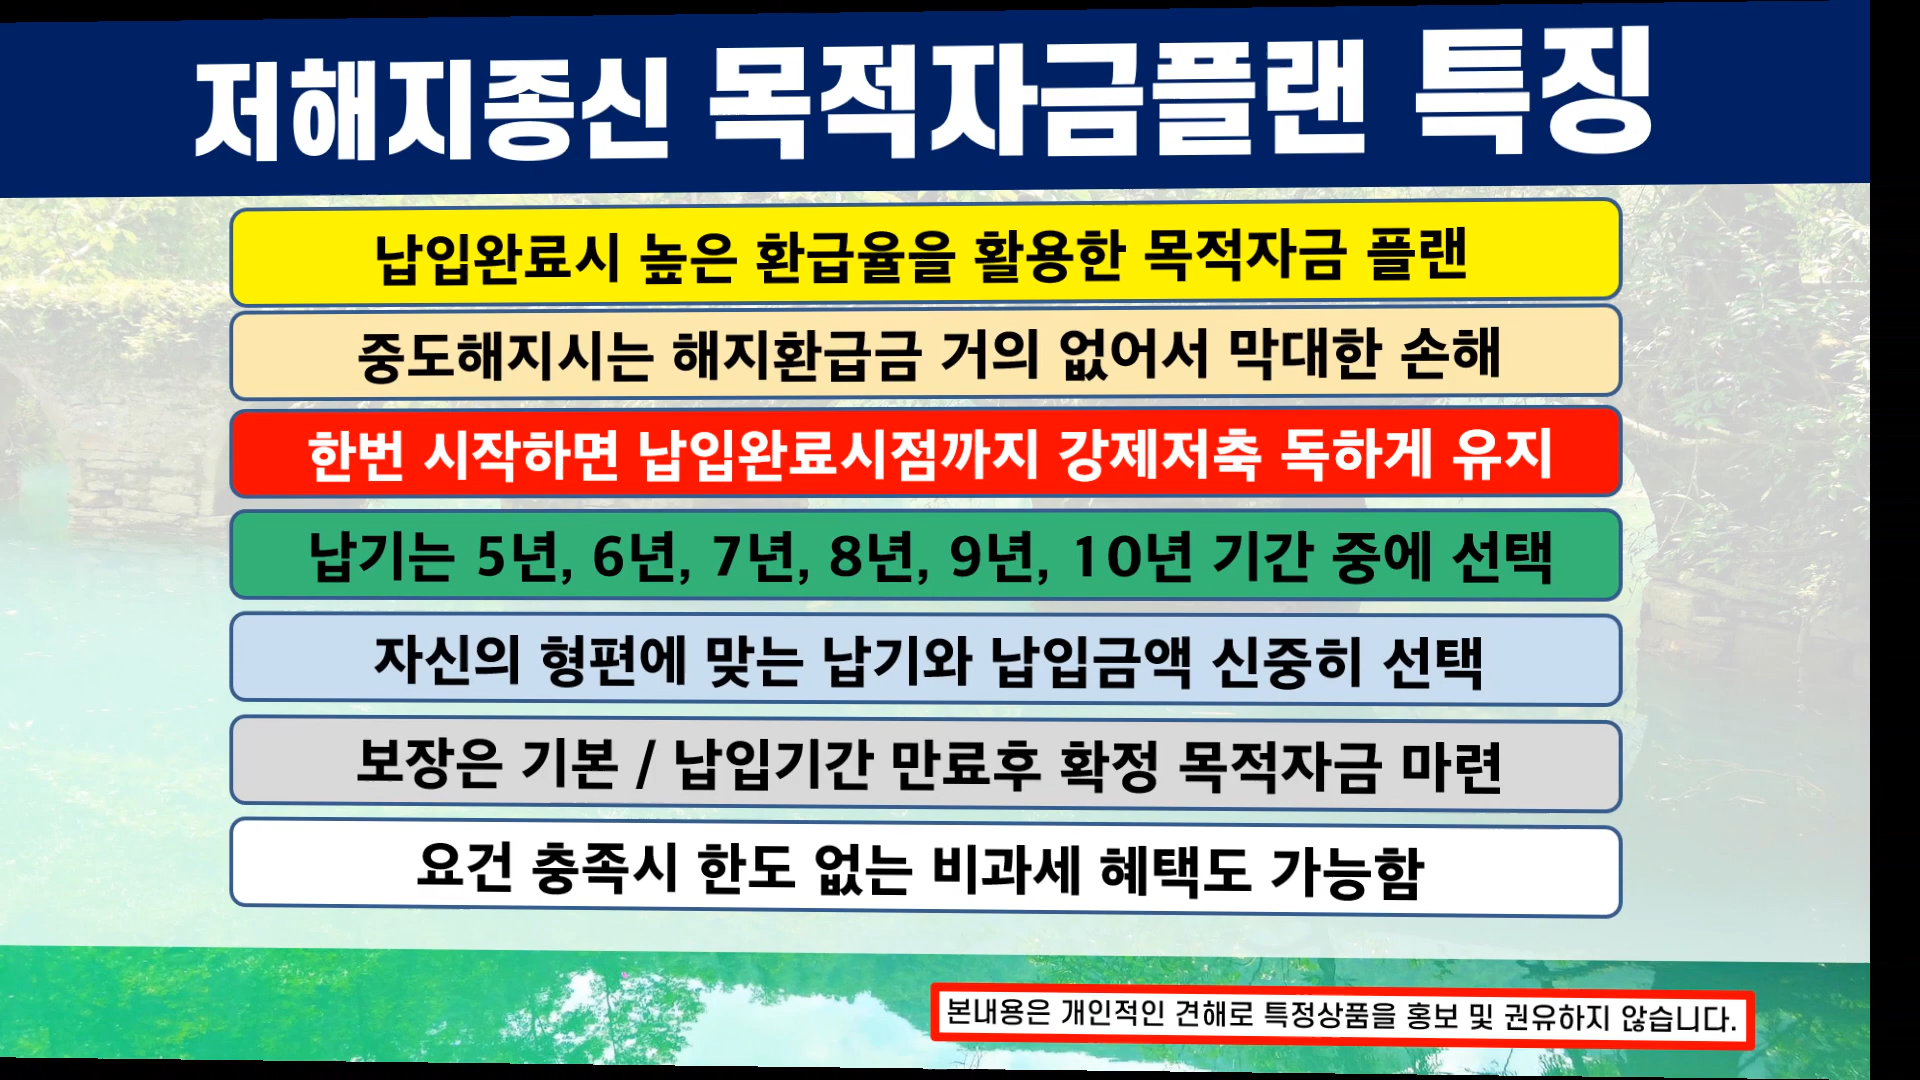 저해지종신 목적자금플랜 특징
납입완료시 높은 환급율을 활용한 목적자금 플랜
중도해지시는 해지환급금 거의 없어서 막대한 손해
한번 시작하면 납입완료시점까지 강제저축 독하게 유지
납기는 5년, 6년, 7년, 8년, 9년, 10년 기간 중에 선택
자신의 형편에 맞는 납기와 납입금액 신중히 선택
보장은 기본 / 납입기간 만료후 확정 목적자금 마련
요건 충족시 한도 없는 비과세 혜택도 가능함
본내용은 개인적인 견해로 특정상품을 홍보 및 권유하지 않습니다.